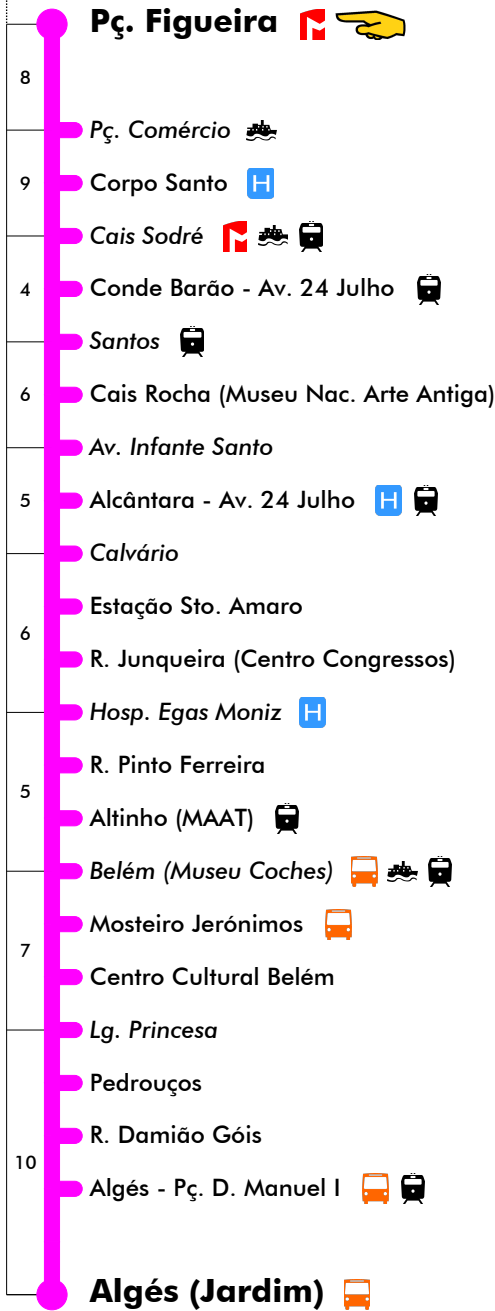 Pç. Figueira
8
Pç. Comércio
9
Corpo Santo H
Cais Sodré
4
Conde Barão - Av. 24 Julho
Santos
6
Cais Rocha (Museu Nac. Arte Antiga)
Av. Infante Santo
5
Alcântara - Av. 24 Julho H
Calvário
Estação Sto. Amaro
6
R. Junqueira (Centro Congressos)
Hosp. Egas Moniz H
R. Pinto Ferreira
5
Altinho (MAAT)
Belém (Museu Coches)
Mosteiro Jerónimos
7
Centro Cultural Belém
Lg. Princesa
Pedrouços
R. Damião Góis
10
Algés - Pç. D. Manuel I
Algés (Jardim)